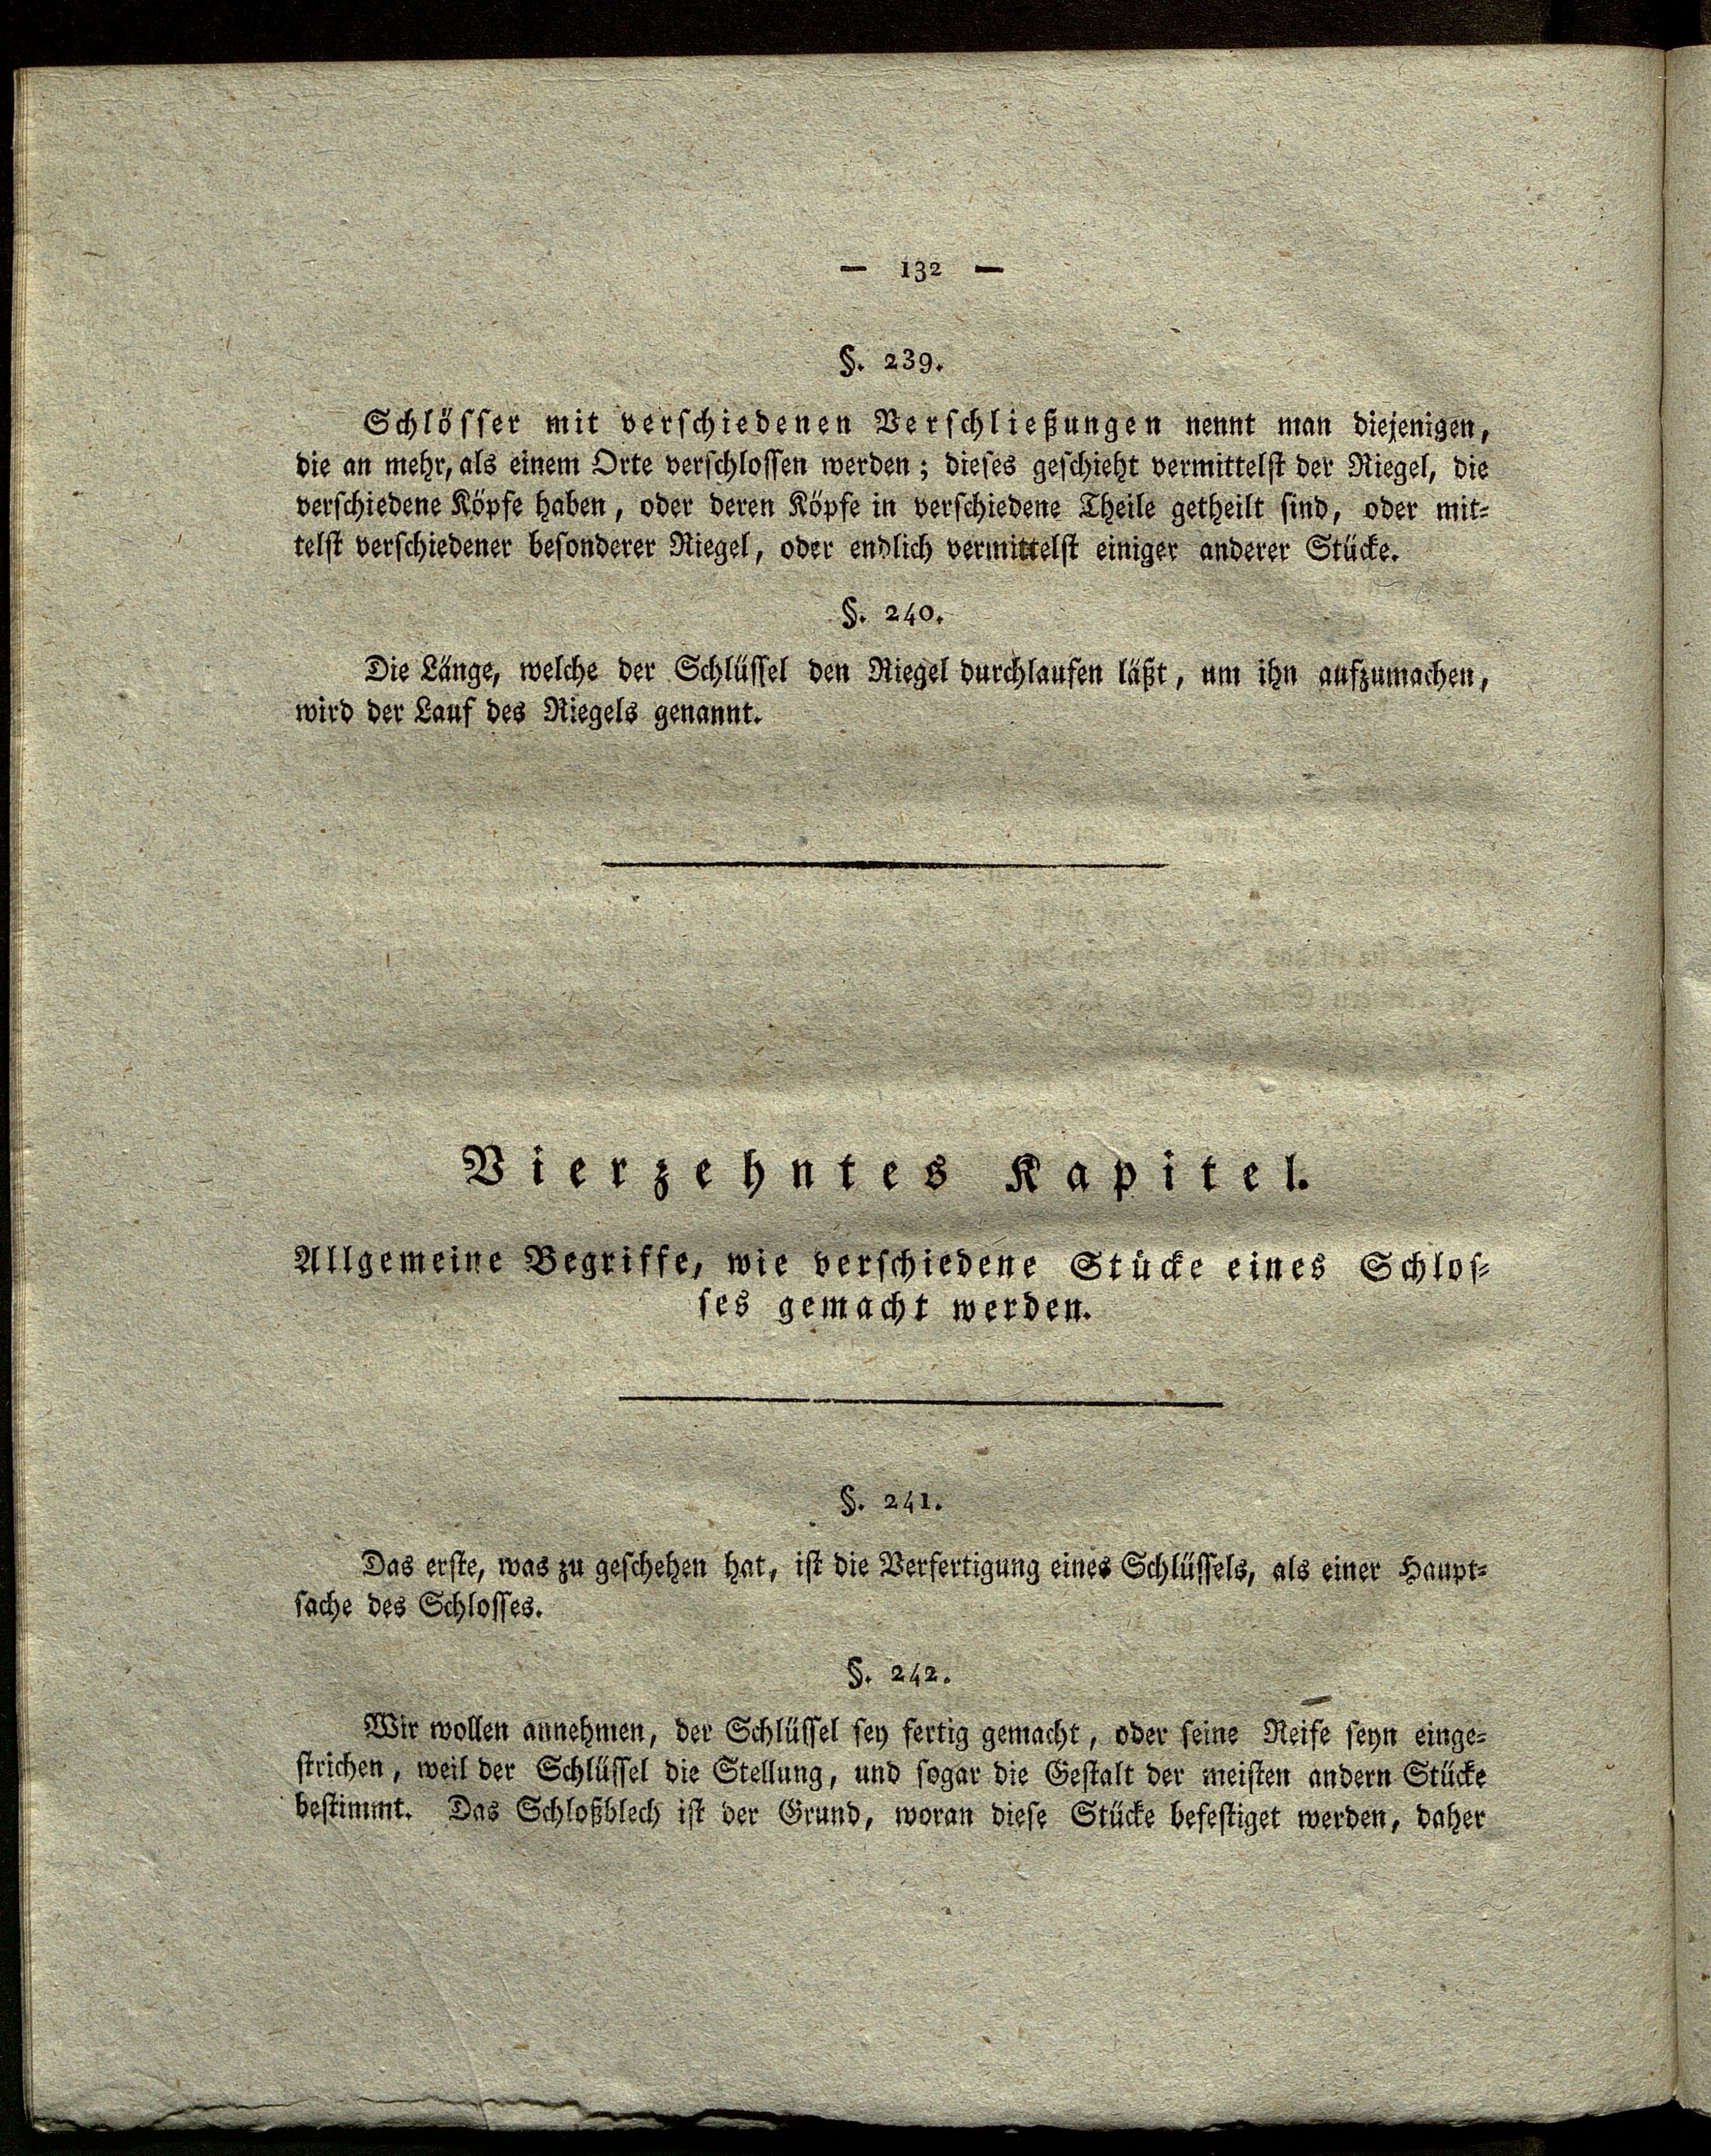 — 132 —
§. 239.
Schlösser mit verschiedenen Verschließungen nennt man diejenigen,
die an mehr, als einem Orte verschlossen werden; dieses geschieht vermittelst der Riegel, die
verschiedene Köpfe haben, oder deren Köpfe in verschiedene Theile getheilt sind, oder mit-
telst verschiedener besonderer Riegel, oder endlich vermittelst einiger anderer Stücke.
§. 240.
Die Länge, welche der Schlüssel den Riegel durchlaufen läßt, um ihn aufzumachen,
wird der Lauf des Riegels genannt.
Vierzehntes Kapitel.
Allgemeine Begriffe, wie verschiedene Stücke eines Schlos-
ses gemacht werden.
§. 241.
Das erste, was zu geschehen hat, ist die Verfertigung eines Schlüssels, als einer Haupt-
sache des Schlosses.
§. 242.
Wir wollen annehmen, der Schlüssel sey fertig gemacht, oder seine Reife seyn einge-
strichen, weil der Schlüssel die Stellung, und sogar die Gestalt der meisten andern Stücke
bestimmt. Das Schloßblech ist der Grund, woran diese Stücke befestiget werden, daher